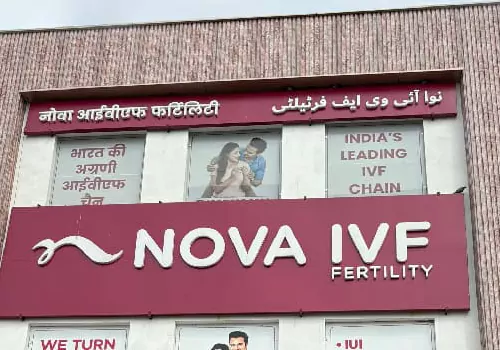 नोवा आईवीएफ फर्टिलिटी
نوا آئی وی ایف فرٹیلٹی
भारत की
अग्रणी
आईवीएफ
चैन
INDIA'S
LEADING
IVF
CHAIN
NOVA IVF
FERTILITY
WE TURN
• IUI